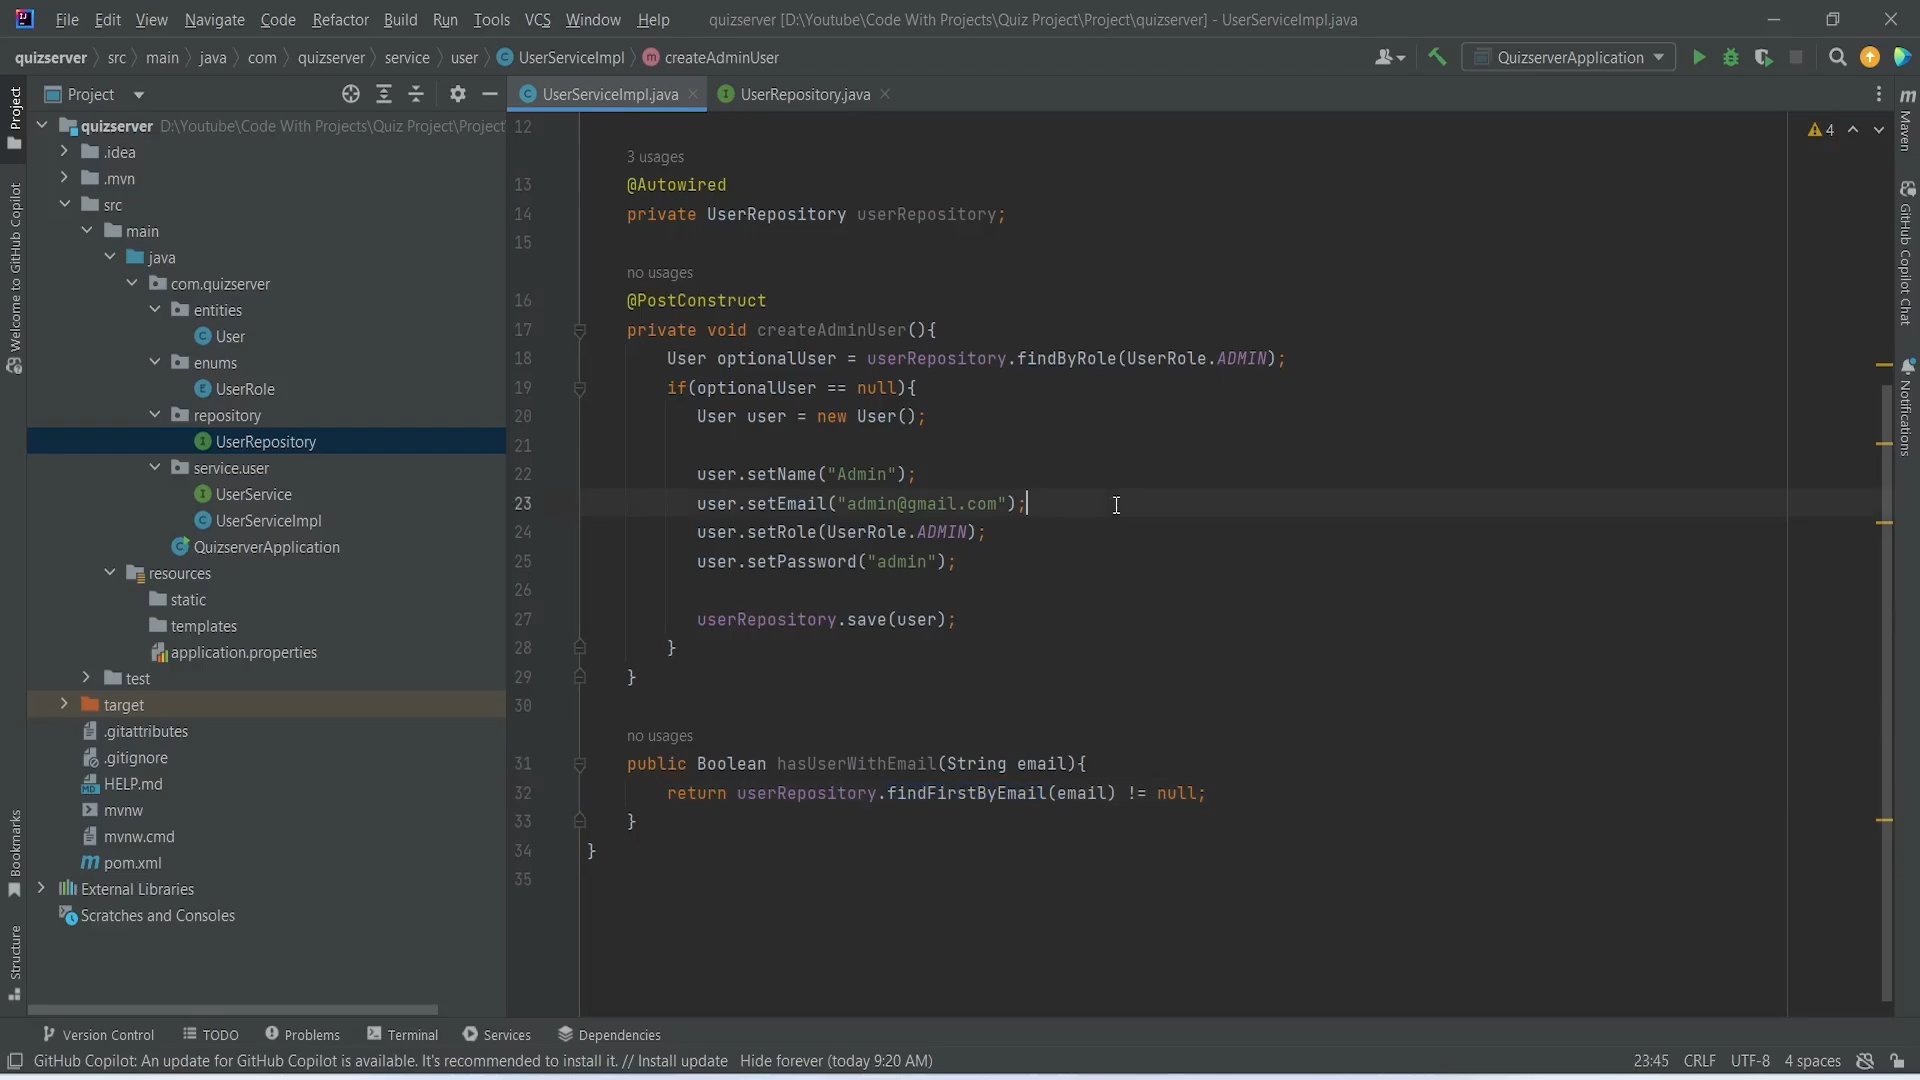 File Edit View Navigate Code Refactor Build Run Tools VCS Window Help quizserver [D:\Youtube\Code With Projects\Quiz Project\Project\quizserver] - UserServiceImpl.java
quizserver src main java com quizserver service user UserServiceImpl createAdminUser QuizserverApplication
Project UserServiceImpl.java UserRepository.java
quizserver D:\Youtube\Code With Projects\Quiz Project\Project
.idea
.mvn
src
main
java
com.quizserver
entities
User
enums
UserRole
repository
UserRepository
service.user
UserService
UserServiceImpl
QuizserverApplication
resources
static
templates
application.properties
test
target
.gitattributes
.gitignore
HELP.md
mvnw
mvnw.cmd
pom.xml
External Libraries
Scratches and Consoles
Project
Welcome to GitHub Copilot
Bookmarks
Structure
12
3 usages
13 @Autowired
14 private UserRepository userRepository;
15
no usages
16 @PostConstruct
17 private void createAdminUser(){
18 User optionalUser = userRepository.findByRole(UserRole.ADMIN);
19 if(optionalUser == null){
20 User user = new User();
21
22 user.setName("Admin");
23 user.setEmail("admin@gmail.com");
24 user.setRole(UserRole.ADMIN);
25 user.setPassword("admin");
26
27 userRepository.save(user);
28 }
29 }
30
no usages
31 public Boolean hasUserWithEmail(String email){
32 return userRepository.findFirstByEmail(email) != null;
33 }
34 }
35
4
Maven
GitHub Copilot Chat
Notifications
Version Control TODO Problems Terminal Services Dependencies
GitHub Copilot: An update for GitHub Copilot is available. It's recommended to install it. // Install update Hide forever (today 9:20 AM) 23:45 CRLF UTF-8 4 spaces